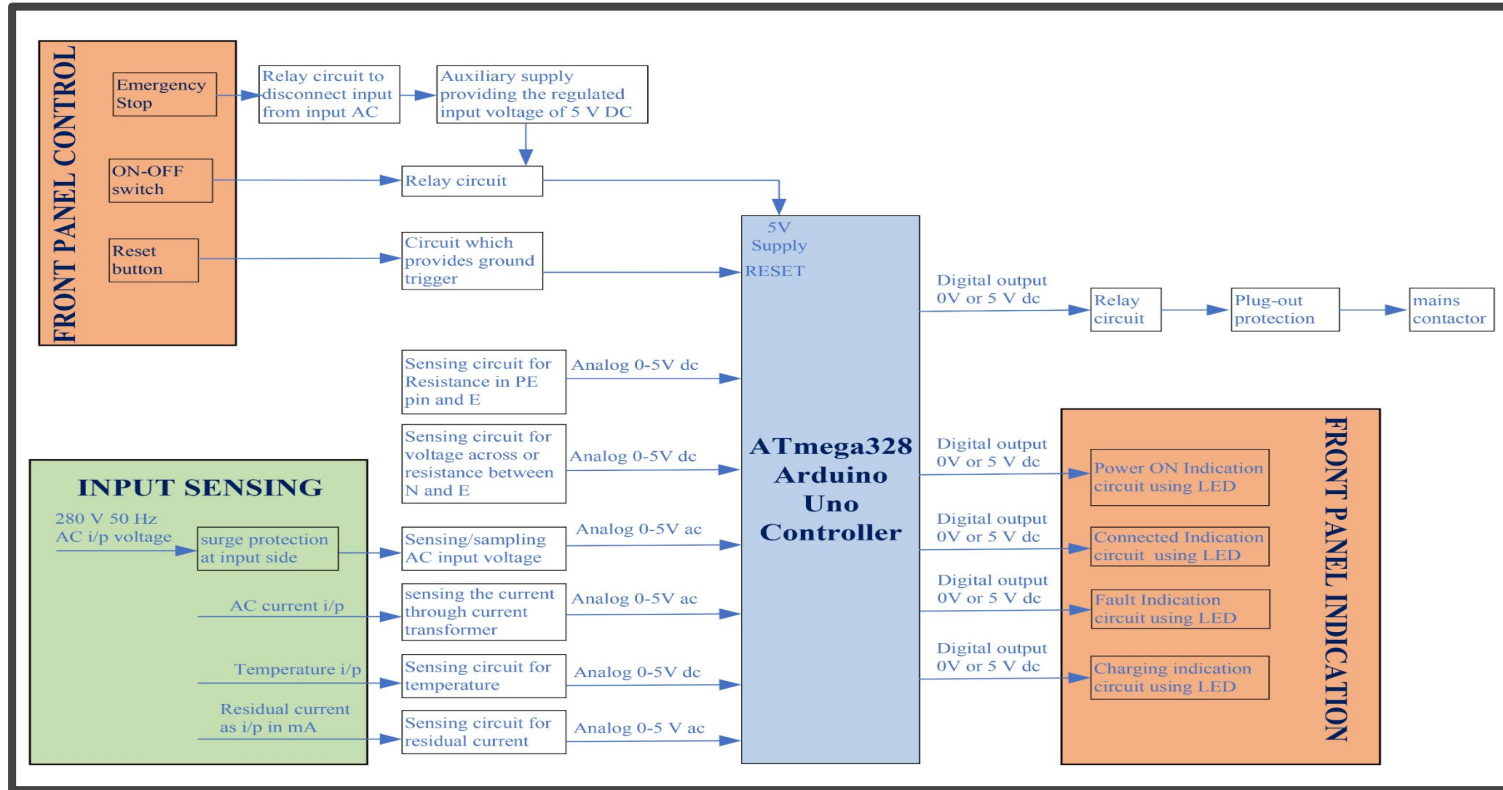 FRONT PANEL CONTROL
Emergency
Stop
Relay circuit to
disconnect input
from input AC
Auxiliary supply
providing the regulated
input voltage of 5 V DC
ON-OFF
switch
Relay circuit
Reset
button
Circuit which
provides ground
trigger
5V
Supply
RESET
Digital output
0V or 5 V dc
Relay
circuit
Plug-out
protection
mains
contactor
Sensing circuit for
Resistance in PE
pin and E
Analog 0-5V dc
Sensing circuit for
voltage across or
resistance between
N and E
Analog 0-5V dc
ATmega328
Arduino
Uno
Controller
INPUT SENSING
280 V 50 Hz
AC i/p voltage
surge protection
at input side
Sensing/sampling
AC input voltage
Analog 0-5V ac
AC current i/p
sensing the current
through current
transformer
Analog 0-5V ac
Temperature i/p
Sensing circuit for
temperature
Analog 0-5V dc
Residual current
as i/p in mA
Sensing circuit for
residual current
Analog 0-5 V ac
Digital output
0V or 5 V dc
Power ON Indication
circuit using LED
Digital output
0V or 5 V dc
Connected Indication
circuit using LED
Digital output
0V or 5 V dc
Fault Indication
circuit using LED
Digital output
0V or 5 V dc
Charging indication
circuit using LED
FRONT PANEL INDICATION